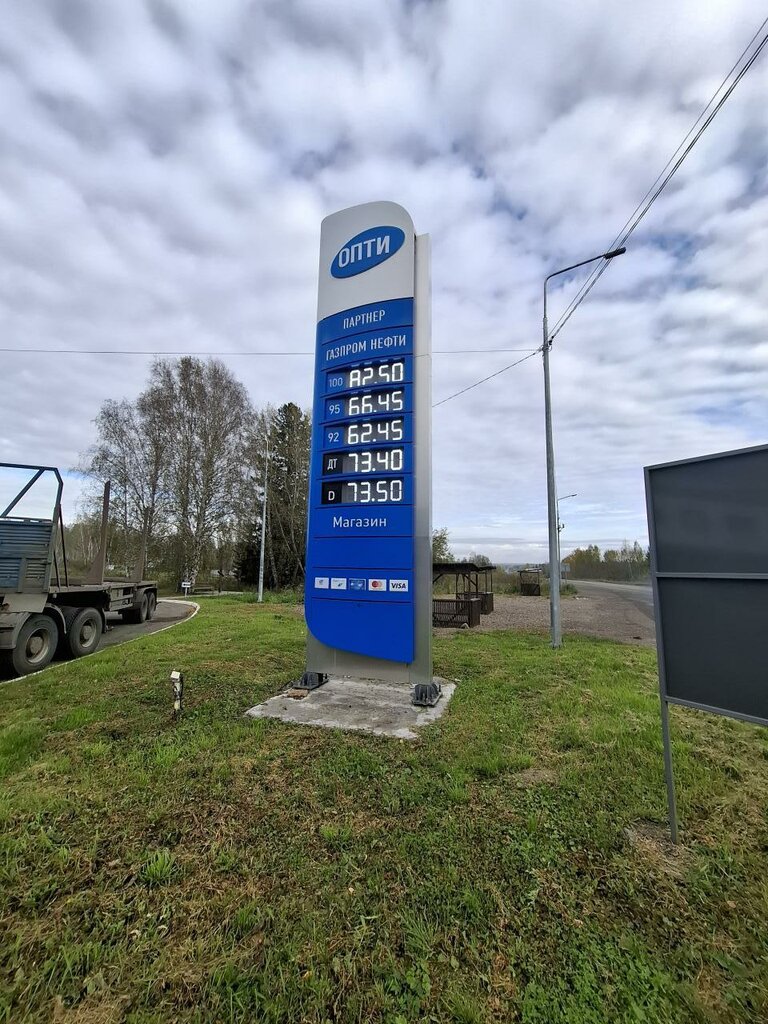 ОПТИ
ПАРТНЕР
ГАЗПРОМ НЕФТИ
100 82.50
95 66.45
92 62.45
ДТ 73.40
D 73.50
Магазин
VISA